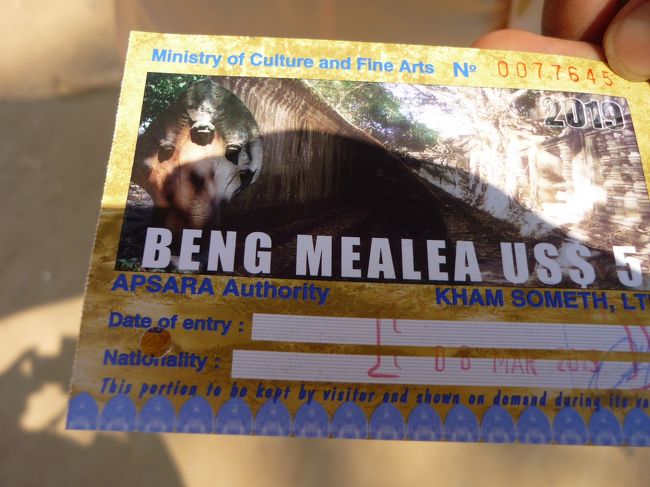 Ministry of Culture and Fine Arts Nº 0077645
2019
BENG MEALEA US$ 5
APSARA Authority KHAM SOMETH, LT
Date of entry :
Nationality : 06 MAR 2019
This portion to be kept by visitor and shown on demand during its va